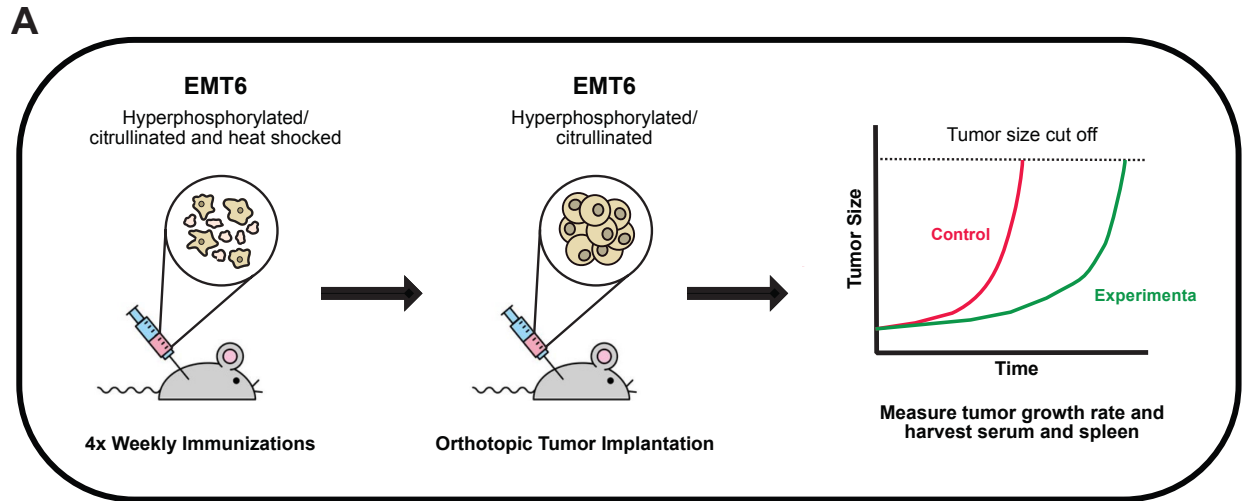 A
EMT6
Hyperphosphorylated/
citrullinated and heat shocked
4x Weekly Immunizations
EMT6
Hyperphosphorylated/
citrullinated
Orthotopic Tumor Implantation
Tumor size cut off
Tumor Size
Control
Experimenta
Time
Measure tumor growth rate and
harvest serum and spleen